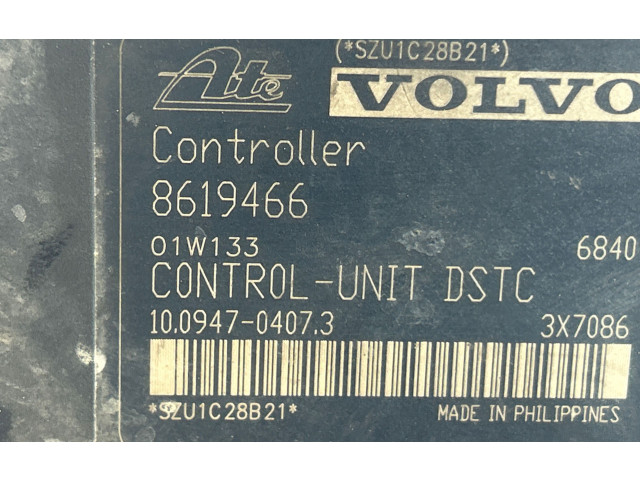 (*SZU1C28B21*)
Ate VOLVO
Controller
8619466
01W133 6840
CONTROL-UNIT DSTC
10.0947-0407.3 3X7086
*SZU1C28B21* MADE IN PHILIPPINES